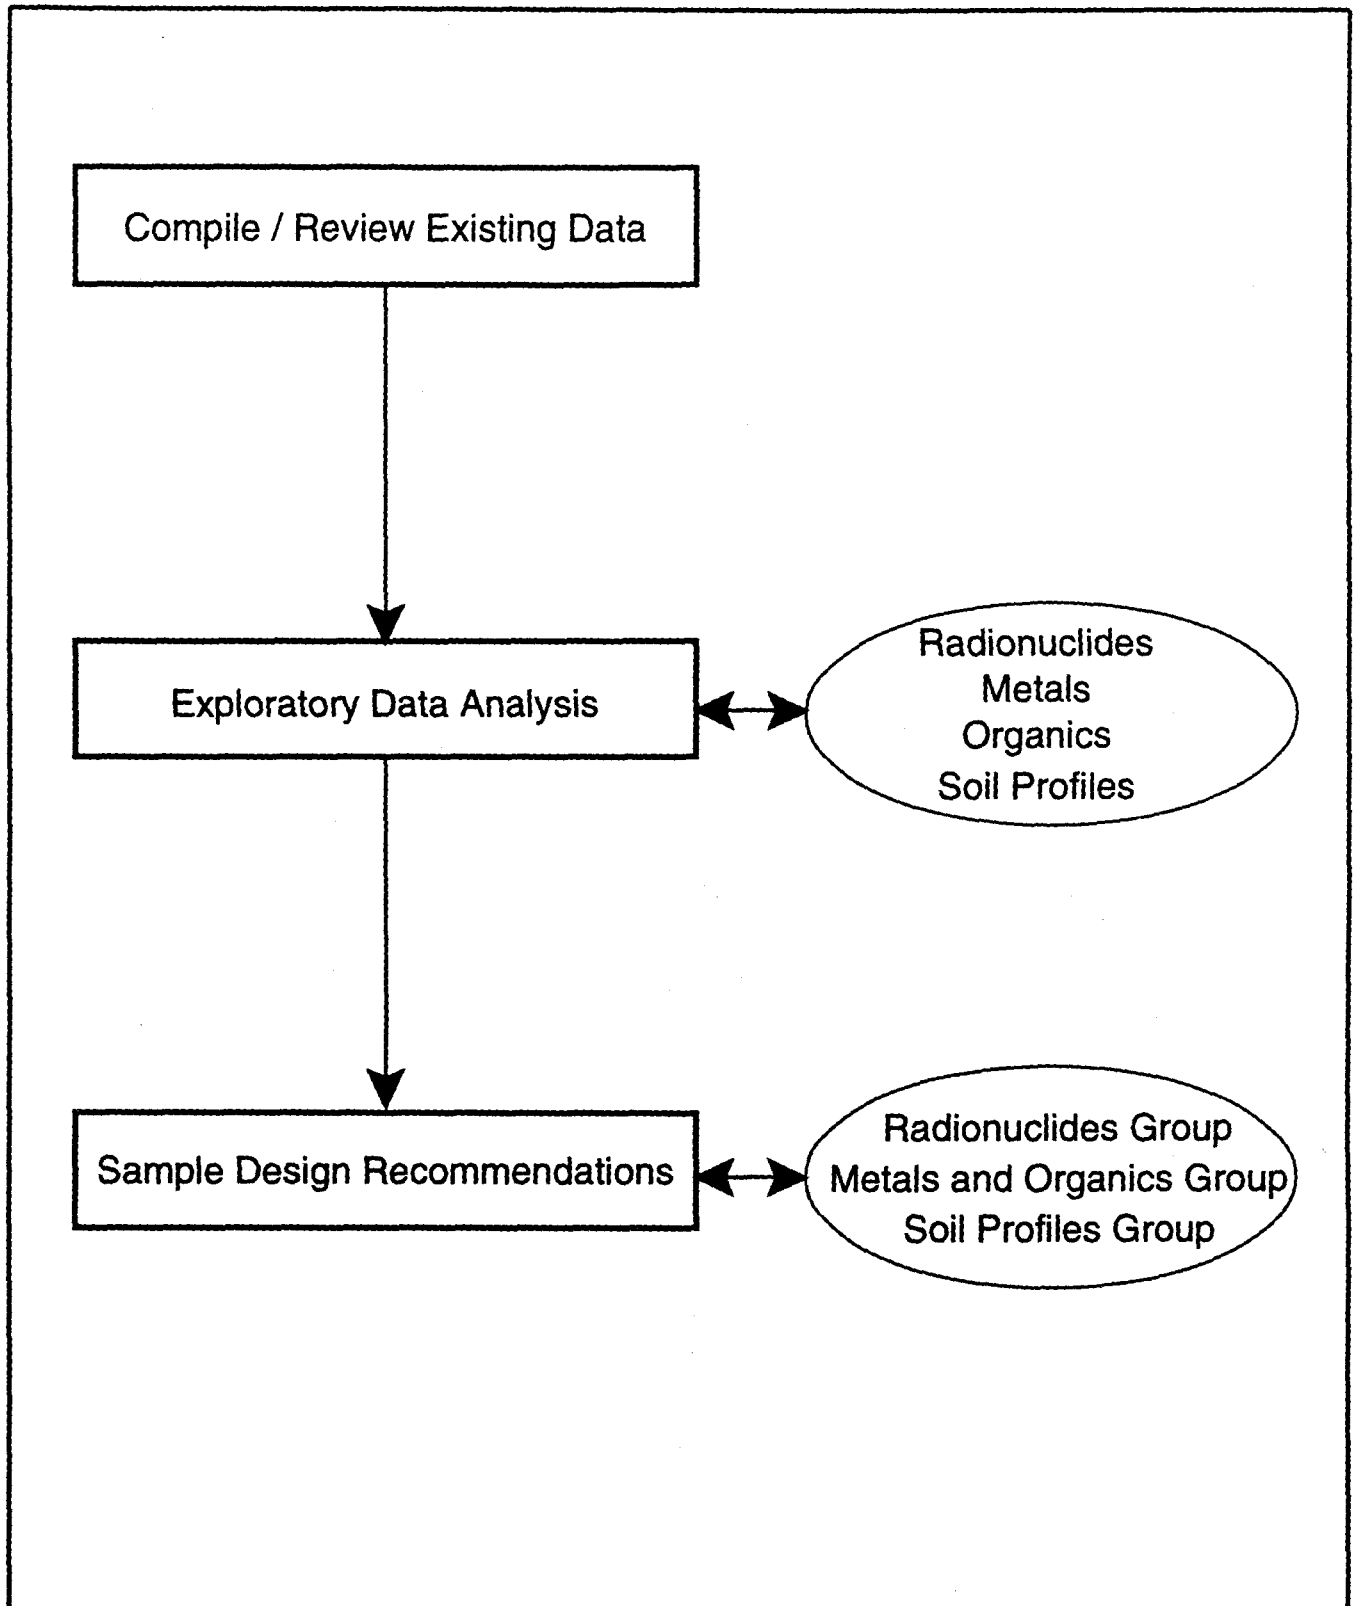 Compile / Review Existing Data
Exploratory Data Analysis
Radionuclides
Metals
Organics
Soil Profiles
Sample Design Recommendations
Radionuclides Group
Metals and Organics Group
Soil Profiles Group